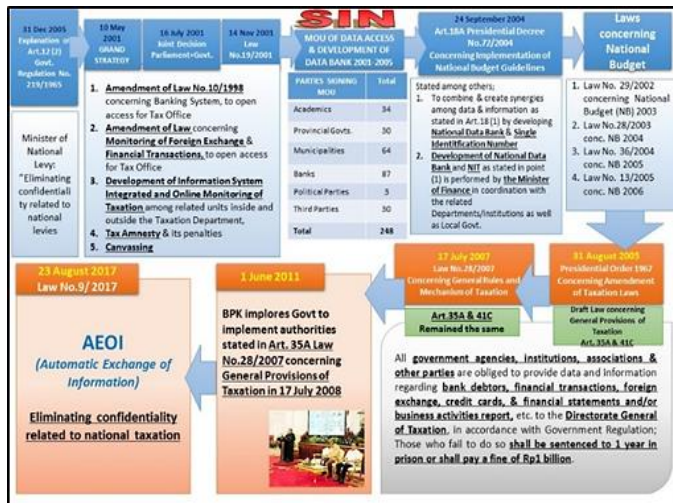 SIN
31 Dec 2005
Explanation of
Art.12 (2)
Govt.
Regulation No.
219/1965
10 May
2001
GRAND
STRATEGY
16 July 2001
Joint Decision
Parliament+Govt.
14 Nov 2001
Law
No.19/2001
MOU OF DATA ACCESS
& DEVELOPMENT OF
DATA BANK 2001-2005
24 September 2004
Art.18A Presidential Decree
No.72/2004
Concerning Implementation of
National Budget Guidelines
Laws
concerning
National
Budget
Minister of
National
Levy:
"Eliminating
confidentiali
ty related to
national
levies
1. Amendment of Law No.10/1998
concerning Banking System, to open
access for Tax Office
2. Amendment of Law concerning
Monitoring of Foreign Exchange &
Financial Transactions, to open access
for Tax Office
3. Development of Information System
Integrated and Online Monitoring of
Taxation among related units inside and
outside the Taxation Department,
4. Tax Amnesty & its penalties
5. Canvassing
PARTIES SIGNING Total
MOU
Academics 34
Provincial Govts. 30
Municipalities 64
Banks 87
Political Parties 3
Third Parties 30
Total 248
Stated among others;
1. To combine & create synergies
among data & information as
stated in Art.18 (1) by developing
National Data Bank & Single
Identitfication Number
2. Development of National Data
Bank and NIT as stated in point
(1) is performed by the Minister
of Finance in coordination with
the related
Departments/Institutions as well
as Local Govt.
1. Law No. 29/2002
concerning National
Budget (NB) 2003
2. Law No.28/2003
conc. NB 2004
3. Law No. 36/2004
conc. NB 2005
4. Law No. 13/2005
conc. NB 2006
23 August 2017
Law No.9/ 2017
AEOI
(Automatic Exchange of
Information)
Eliminating confidentiality
related to national taxation
1 June 2011
BPK implores Govt to
implement authorities
stated in Art. 35A Law
No.28/2007 concerning
General Provisions of
Taxation in 17 July 2008
17 July 2007
Law No.28/2007
Concerning General Rules and
Mechanism of Taxation
Art.35A & 41C
Remained the same
31 August 2005
Presidential Order 1967
Concerning Amendment of
Taxation Laws
Draft Law concerning
General Provisions of
Taxation
Art. 35A & 41C
All government agencies, institutions, associations &
other parties are obliged to provide data and information
regarding bank debtors, financial transactions, foreign
exchange, credit cards, & financial statements and/or
business activities report, etc. to the Directorate General
of Taxation, in accordance with Government Regulation;
Those who fail to do so shall be sentenced to 1 year in
prison or shall pay a fine of Rp1 billion.